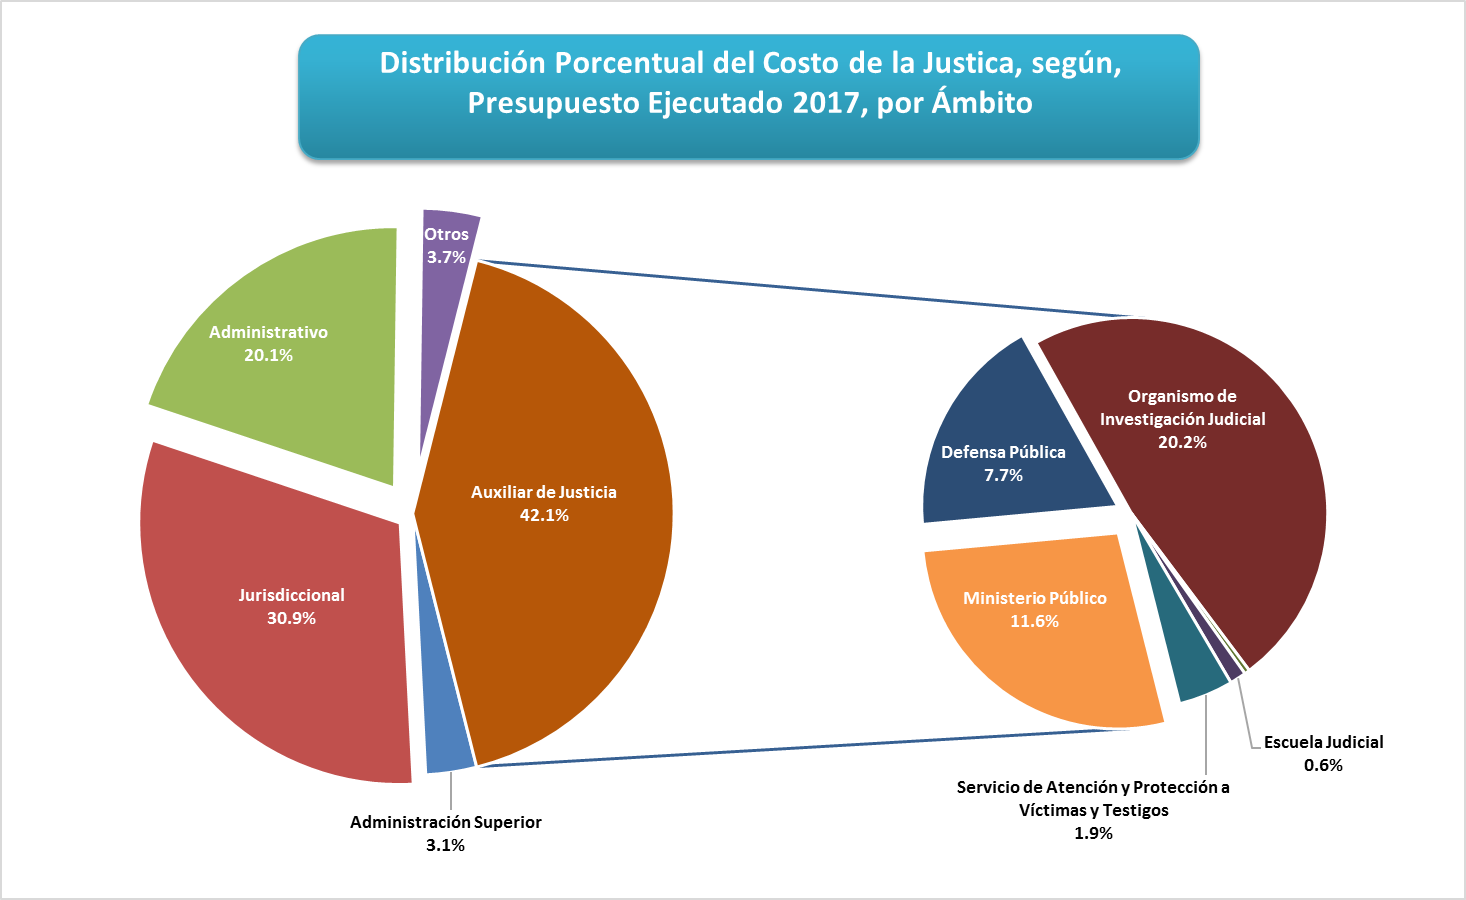 Distribución Porcentual del Costo de la Justica, según,
Presupuesto Ejecutado 2017, por Ámbito
Otros
3.7%
Administrativo
20.1%
Auxiliar de Justicia
42.1%
Jurisdiccional
30.9%
Administración Superior
3.1%
Organismo de
Investigación Judicial
20.2%
Defensa Pública
7.7%
Ministerio Público
11.6%
Escuela Judicial
0.6%
Servicio de Atención y Protección a
Víctimas y Testigos
1.9%